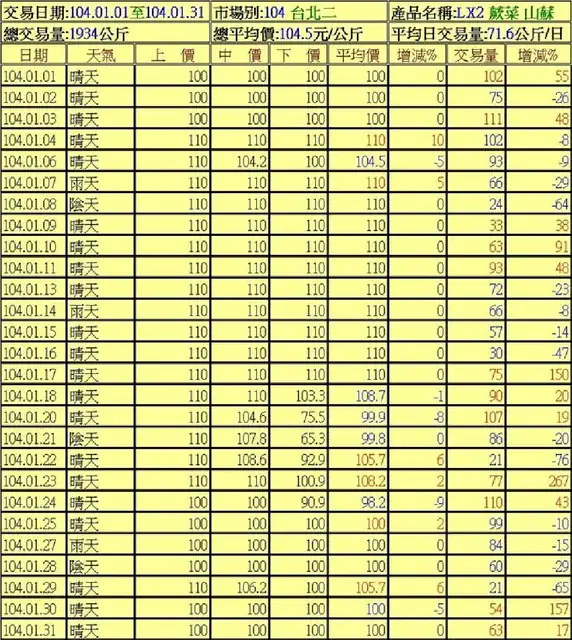 交易日期:104.01.01至104.01.31 市場別:104 台北二 產品名稱:LX2 蕨菜 山蘇
總交易量:1934公斤 總平均價:104.5元/公斤 平均日交易量:71.6公斤/日
日期 天氣 上 價 中 價 下 價 平均價 增減% 交易量 增減%
104.01.01 晴天 100 100 100 100 0 102 55
104.01.02 晴天 100 100 100 100 0 75 -26
104.01.03 晴天 100 100 100 100 0 111 48
104.01.04 晴天 110 110 110 110 10 102 -8
104.01.06 晴天 110 104.2 100 104.5 -5 93 -9
104.01.07 雨天 110 110 110 110 5 66 -29
104.01.08 陰天 110 110 110 110 0 24 -64
104.01.09 晴天 110 110 110 110 0 33 38
104.01.10 晴天 110 110 110 110 0 63 91
104.01.11 晴天 110 110 110 110 0 93 48
104.01.13 晴天 110 110 110 110 0 72 -23
104.01.14 雨天 110 110 110 110 0 66 -8
104.01.15 晴天 110 110 110 110 0 57 -14
104.01.16 晴天 110 110 110 110 0 30 -47
104.01.17 晴天 110 110 110 110 0 75 150
104.01.18 晴天 110 110 103.3 108.7 -1 90 20
104.01.20 晴天 110 104.6 75.5 99.9 -8 107 19
104.01.21 陰天 110 107.8 65.3 99.8 0 86 -20
104.01.22 晴天 110 108.6 92.9 105.7 6 21 -76
104.01.23 晴天 110 110 100.9 108.2 2 77 267
104.01.24 晴天 100 100 90.9 98.2 -9 110 43
104.01.25 晴天 100 100 100 100 2 99 -10
104.01.27 雨天 100 100 100 100 0 84 -15
104.01.28 陰天 100 100 100 100 0 60 -29
104.01.29 晴天 110 106.2 100 105.7 6 21 -65
104.01.30 晴天 100 100 100 100 -5 54 157
104.01.31 晴天 100 100 100 100 0 63 17